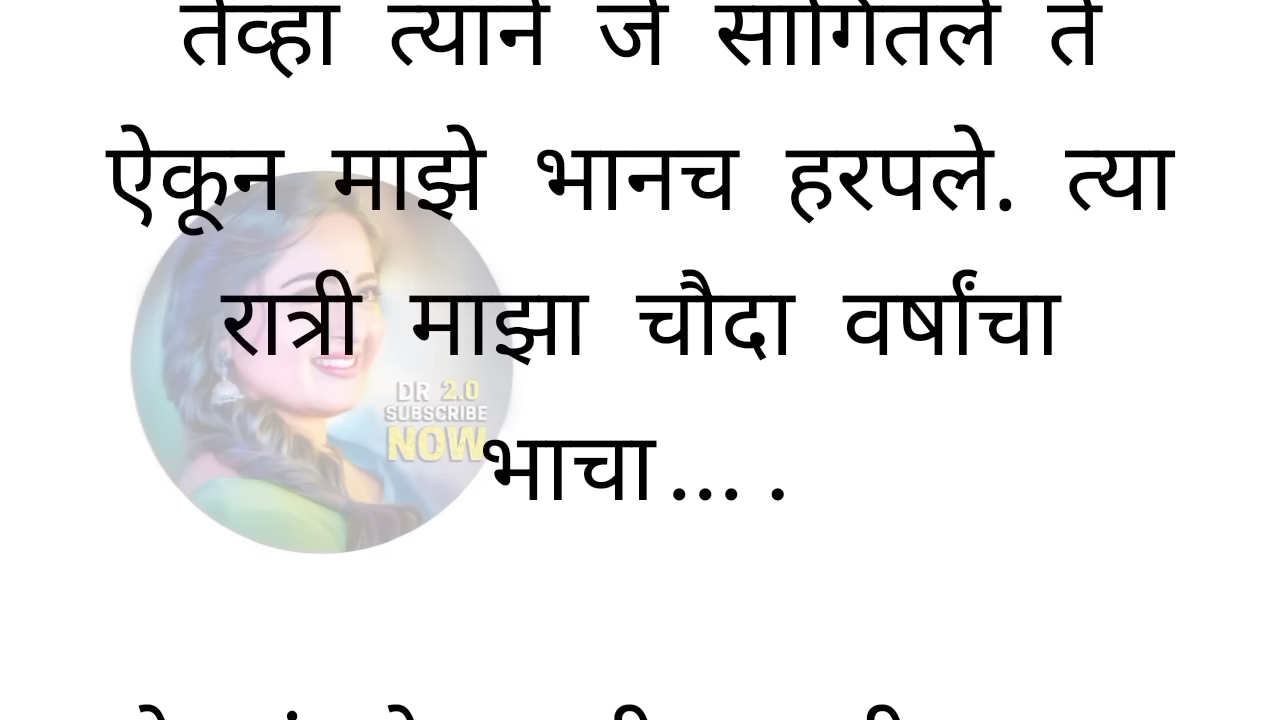 तेव्हा त्याने जे सांगितले ते
ऐकून माझे भानच हरपले. त्या
रात्री माझा चौदा वर्षांचा
भाचा... .
DR 2.0
SUBSCRIBE
NOW